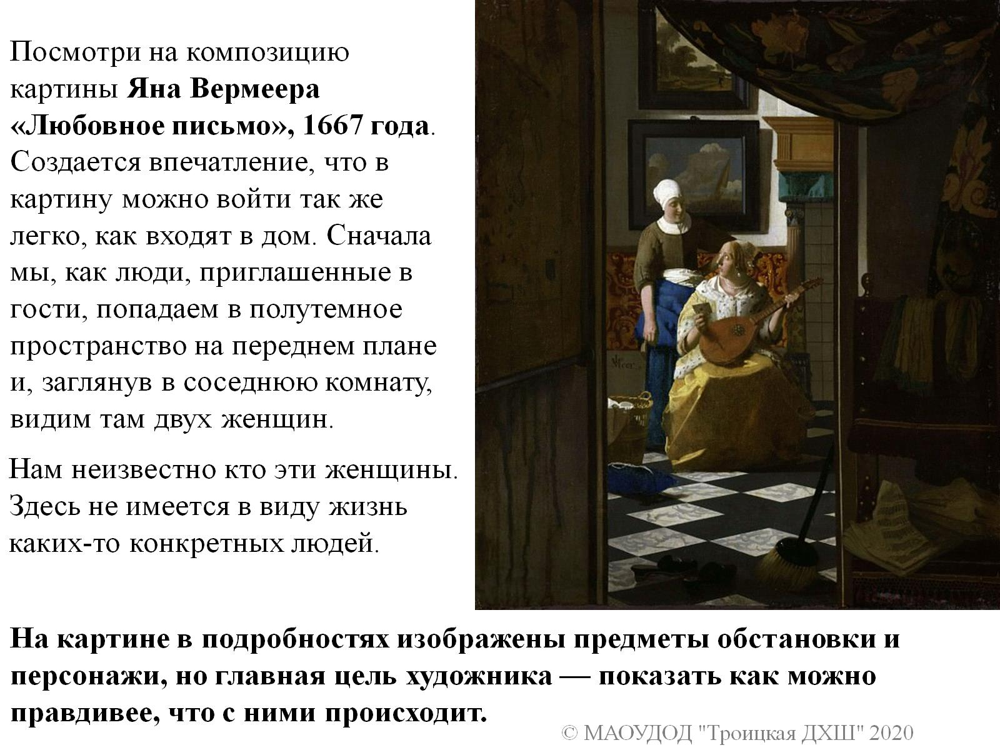 Посмотри на композицию
картины Яна Вермеера
«Любовное письмо», 1667 года.
Создается впечатление, что в
картину можно войти так же
легко, как входят в дом. Сначала
мы, как люди, приглашенные в
гости, попадаем в полутемное
пространство на переднем плане
и, заглянув в соседнюю комнату,
видим там двух женщин.
Нам неизвестно кто эти женщины.
Здесь не имеется в виду жизнь
каких-то конкретных людей.
На картине в подробностях изображены предметы обстановки и
персонажи, но главная цель художника — показать как можно
правдивее, что с ними происходит.
© МАОУДОД "Троицкая ДХШ" 2020